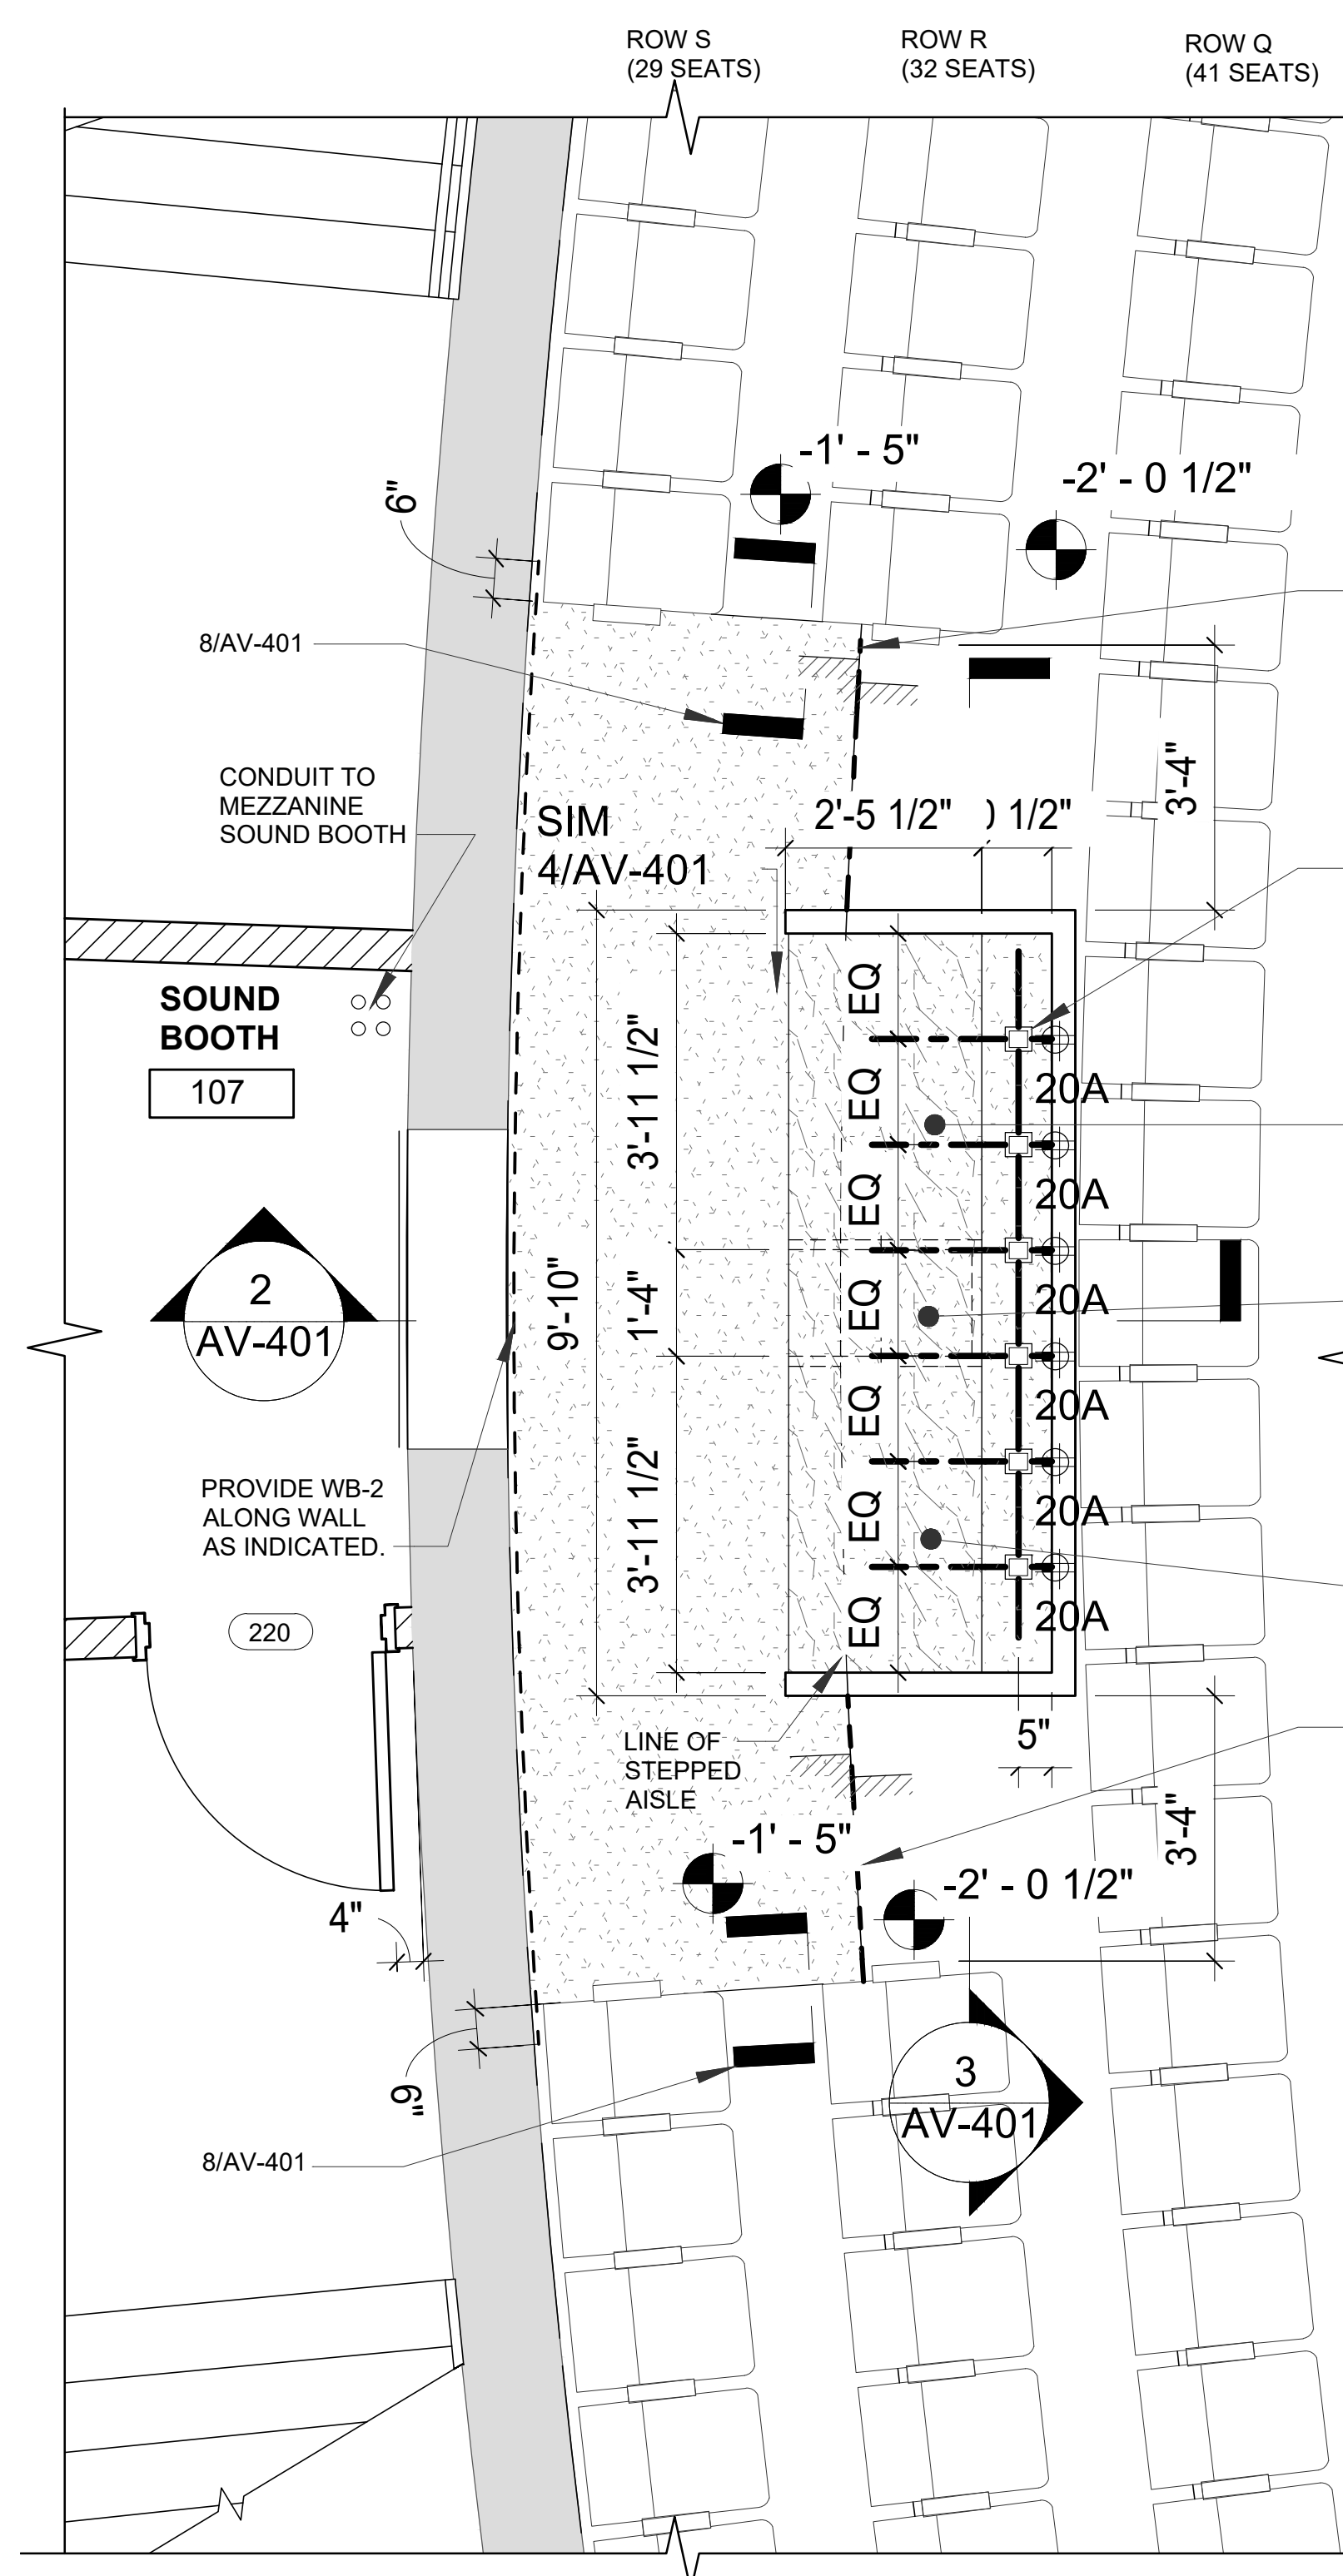 ROW S
(29 SEATS)
ROW R
(32 SEATS)
ROW Q
(41 SEATS)
-1' - 5"
-2' - 0 1/2"
6"
8/AV-401
3'-4"
CONDUIT TO
MEZZANINE
SOUND BOOTH
SIM
4/AV-401
2'-5 1/2"
0 1/2"
SOUND
BOOTH
107
EQ
EQ
EQ
EQ
EQ
EQ
EQ
20A
20A
20A
20A
20A
20A
3'-11 1/2"
1'-4"
3'-11 1/2"
9'-10"
2
AV-401
PROVIDE WB-2
ALONG WALL
AS INDICATED.
220
LINE OF
STEPPED
AISLE
5"
3'-4"
-1' - 5"
-2' - 0 1/2"
4"
6"
3
AV-401
8/AV-401